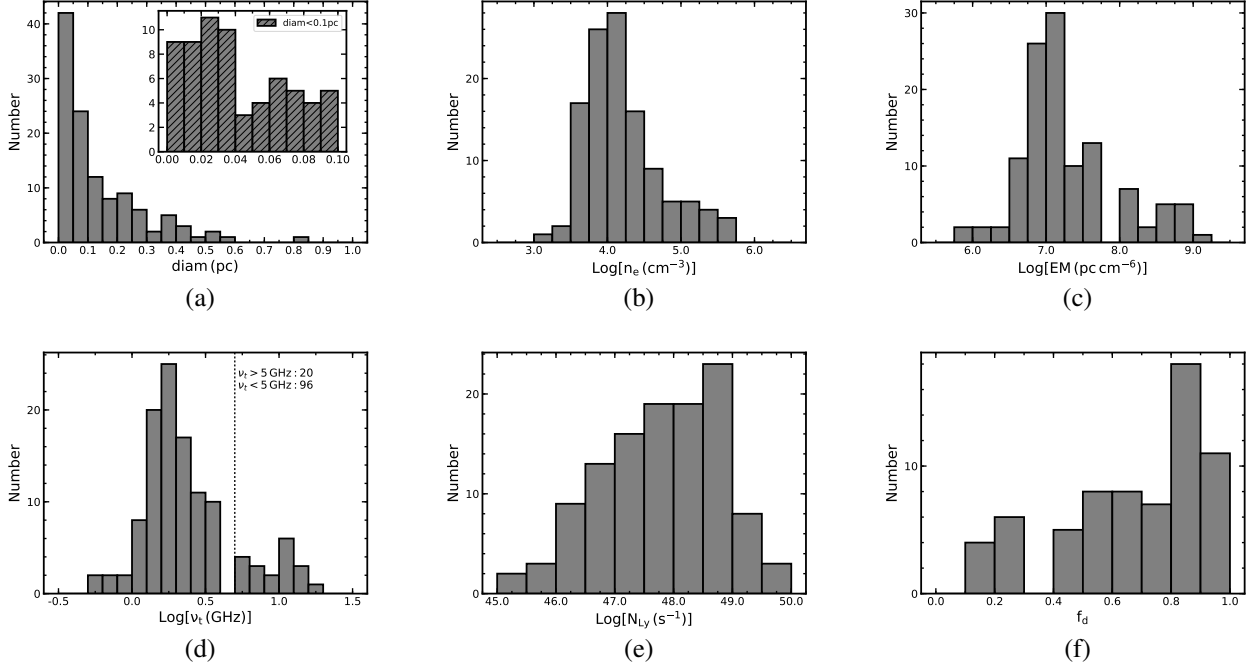 40
30
20
10
0
Number
0.0 0.1 0.2 0.3 0.4 0.5 0.6 0.7 0.8 0.9 1.0
diam (pc)
10
8
6
4
2
0
0.00 0.02 0.04 0.06 0.08 0.10
diam<0.1pc
(a)
20
10
0
Number
3.0 4.0 5.0 6.0
Log[nₑ (cm⁻³)]
(b)
30
20
10
0
Number
6.0 7.0 8.0 9.0
Log[EM (pc cm⁻⁶)]
(c)
20
10
0
Number
νₜ > 5 GHz : 20
νₜ < 5 GHz : 96
-0.5 0.0 0.5 1.0 1.5
Log[νₜ (GHz)]
(d)
20
10
0
Number
45.0 46.0 47.0 48.0 49.0 50.0
Log[N_Ly (s⁻¹)]
(e)
10
0
Number
0.0 0.2 0.4 0.6 0.8 1.0
f_d
(f)